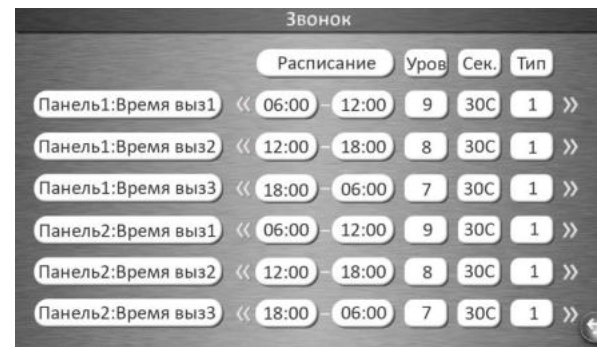 Звонок
Расписание Уров Сек. Тип
Панель1:Время выз1 « 06:00 – 12:00 9 30С 1 »
Панель1:Время выз2 « 12:00 – 18:00 8 30С 1 »
Панель1:Время выз3 « 18:00 – 06:00 7 30С 1 »
Панель2:Время выз1 « 06:00 – 12:00 9 30С 1 »
Панель2:Время выз2 « 12:00 – 18:00 8 30С 1 »
Панель2:Время выз3 « 18:00 – 06:00 7 30С 1 »